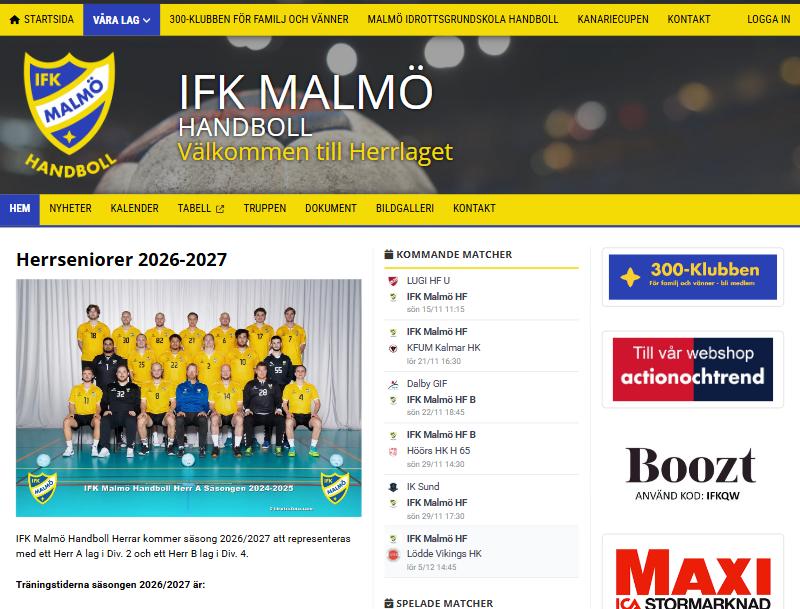 STARTSIDA VÅRA LAG 300-KLUBBEN FÖR FAMILJ OCH VÄNNER MALMÖ IDROTTSGRUNDSKOLA HANDBOLL KANARIECUPEN KONTAKT LOGGA IN
IFK
MALMÖ
HANDBOLL
IFK MALMÖ
HANDBOLL
Välkommen till Herrlaget
HEM NYHETER KALENDER TABELL TRUPPEN DOKUMENT BILDGALLERI KONTAKT
Herrseniorer 2026-2027
IFK Malmö Handboll Herr A Säsongen 2024-2025
IFK Malmö Handboll Herrar kommer säsong 2026/2027 att representeras
med ett Herr A lag i Div. 2 och ett Herr B lag i Div. 4.
Träningstiderna säsongen 2026/2027 är:
KOMMANDE MATCHER
LUGI HF U
IFK Malmö HF
sön 15/11 11:15
IFK Malmö HF
KFUM Kalmar HK
lör 21/11 16:30
Dalby GIF
IFK Malmö HF B
sön 22/11 18:45
IFK Malmö HF B
Höörs HK H 65
sön 29/11 14:30
IK Sund
IFK Malmö HF
sön 29/11 17:30
IFK Malmö HF
Lödde Vikings HK
lör 5/12 14:45
SPELADE MATCHER
300-Klubben
För familj och vänner - bli medlem
Till vår webshop
actionochtrend
Boozt
ANVÄND KOD: IFKQW
MAXI
ICA STORMARKNAD